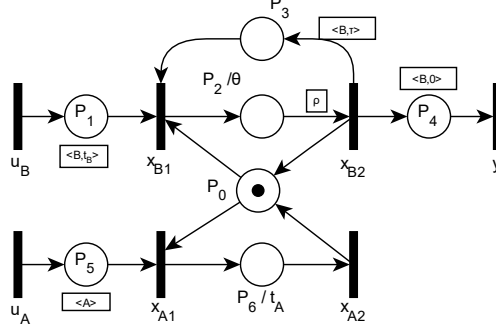 P3
<B,τ>
P2 /θ
<B,0>
ρ
P1
P4
uB
<B,tB>
xB1
xB2
y
P0
P5
<A>
uA
xA1
P6 / tA
xA2